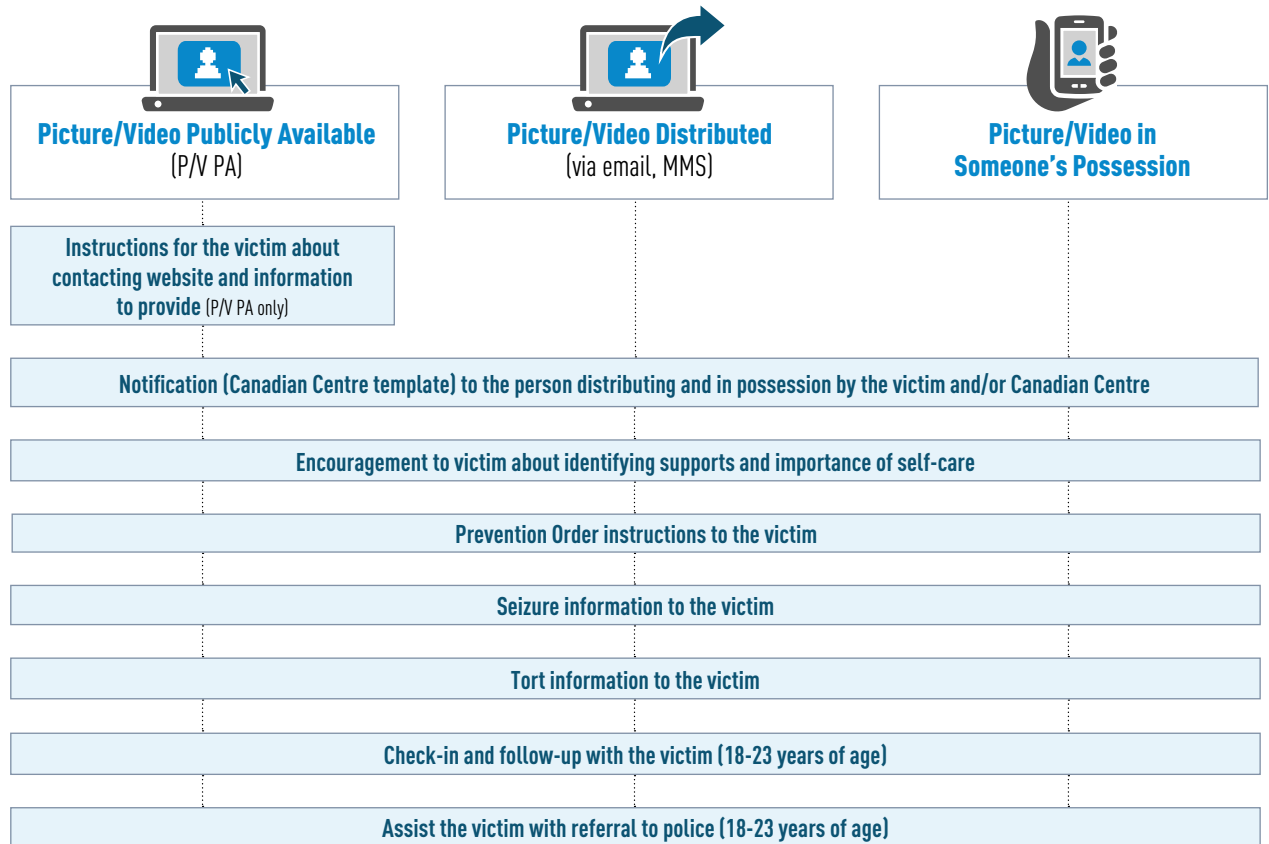 Picture/Video Publicly Available
(P/V PA)
Picture/Video Distributed
(via email, MMS)
Picture/Video in
Someone's Possession
Instructions for the victim about
contacting website and information
to provide (P/V PA only)
Notification (Canadian Centre template) to the person distributing and in possession by the victim and/or Canadian Centre
Encouragement to victim about identifying supports and importance of self-care
Prevention Order instructions to the victim
Seizure information to the victim
Tort information to the victim
Check-in and follow-up with the victim (18-23 years of age)
Assist the victim with referral to police (18-23 years of age)